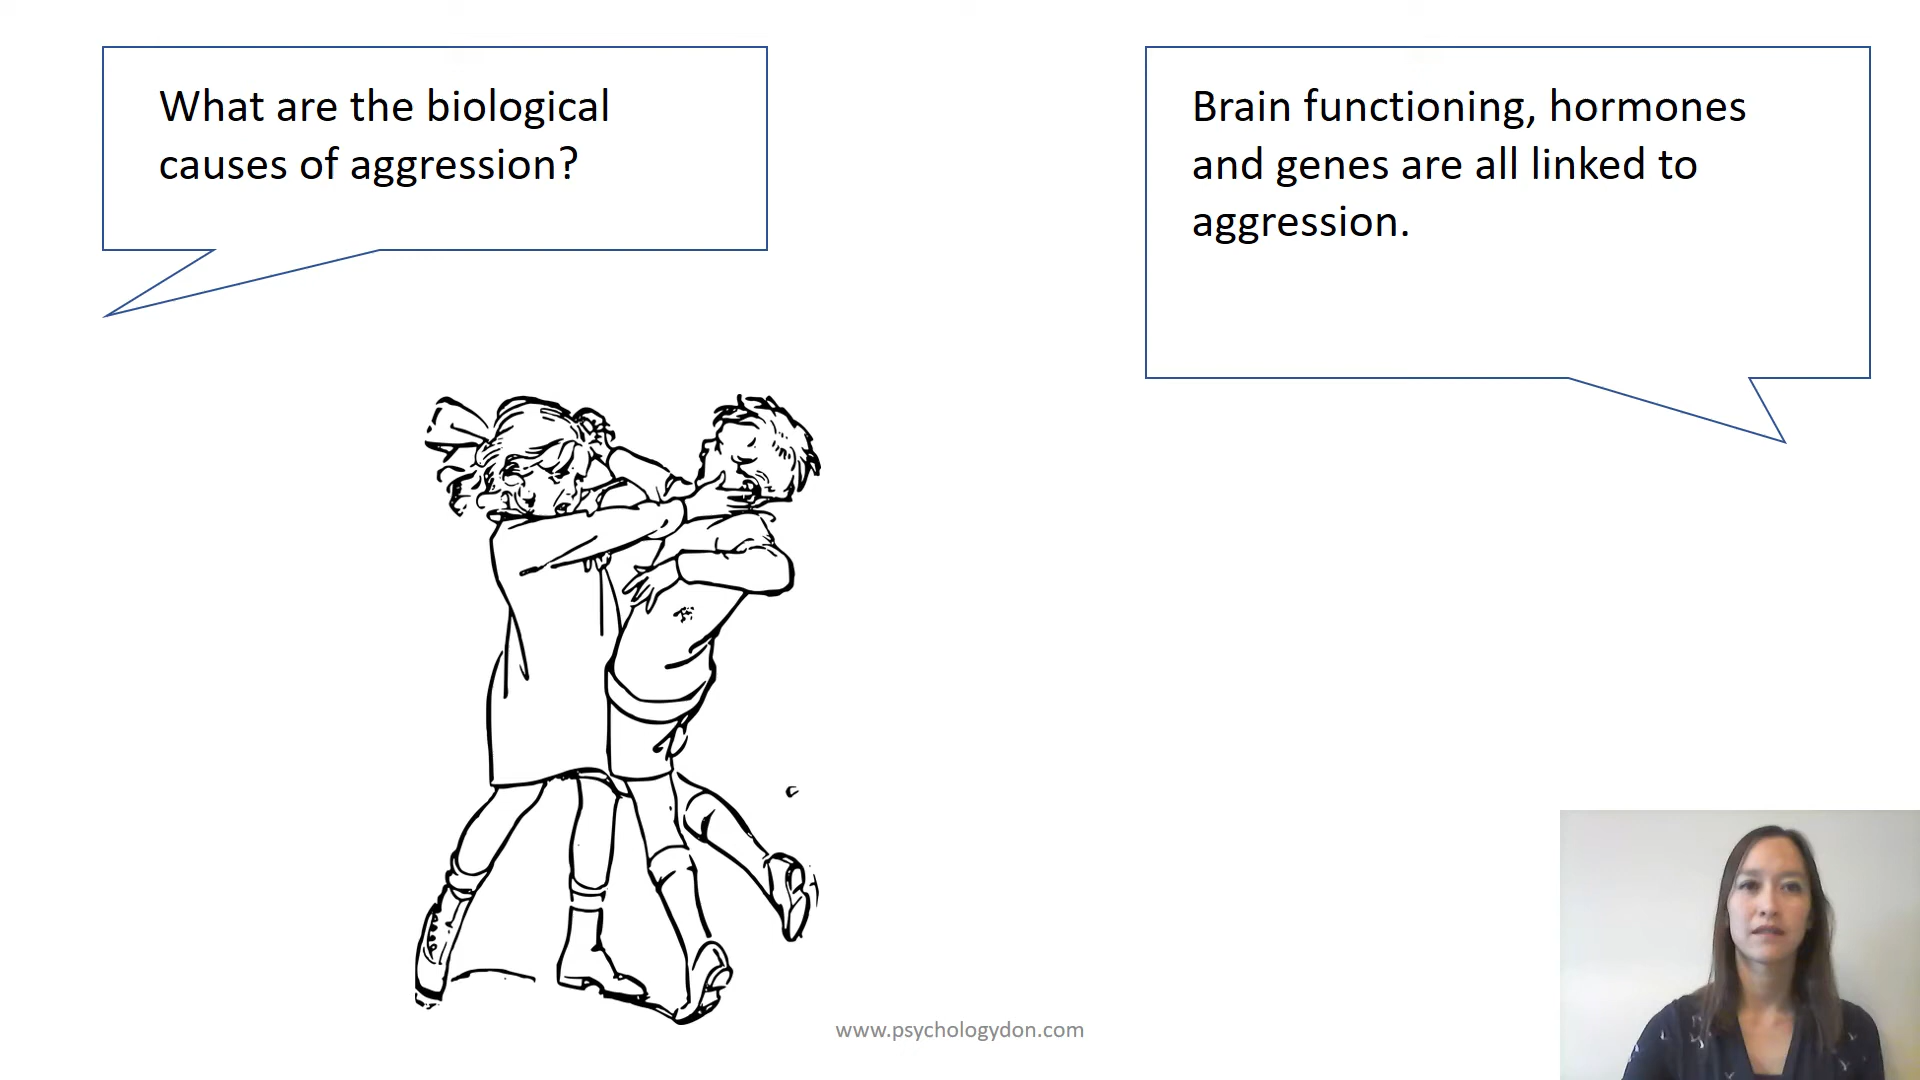 What are the biological
causes of aggression?
Brain functioning, hormones
and genes are all linked to
aggression.
www.psychologydon.com